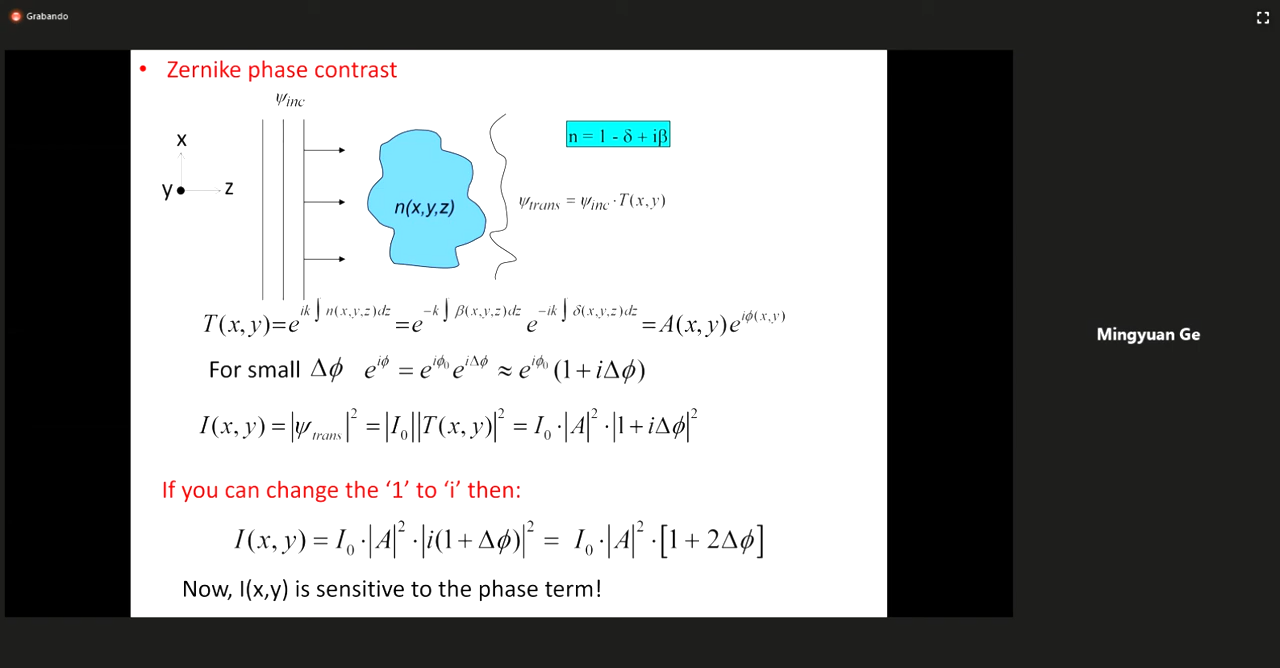 Grabando
• Zernike phase contrast
ψinc
x
y
z
n(x,y,z)
n = 1 - δ + iβ
ψtrans = ψinc · T(x,y)
T(x,y)=e^{ik∫n(x,y,z)dz}=e^{-k∫β(x,y,z)dz} e^{-ik∫δ(x,y,z)dz}=A(x,y)e^{iϕ(x,y)}
For small Δϕ e^{iϕ} = e^{iϕ0}e^{iΔϕ} ≈ e^{iϕ0}(1+iΔϕ)
I(x,y)=|ψtrans|^2=|I0||T(x,y)|^2=I0·|A|^2·|1+iΔϕ|^2
If you can change the ‘1’ to ‘i’ then:
I(x,y)=I0·|A|^2·|i(1+Δϕ)|^2= I0·|A|^2·[1+2Δϕ]
Now, I(x,y) is sensitive to the phase term!
Mingyuan Ge